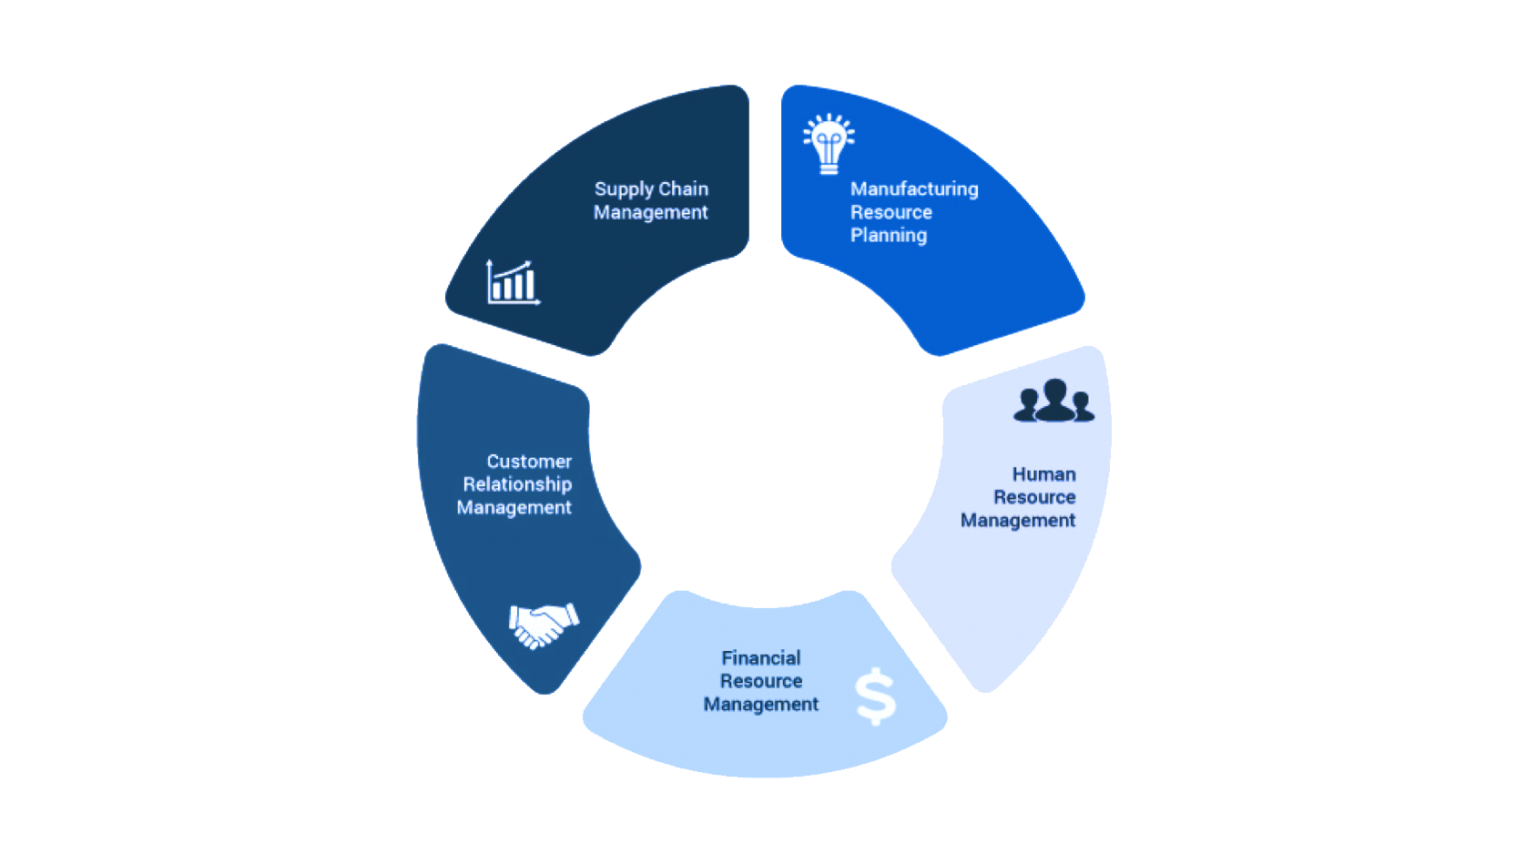 Supply Chain
Management
Manufacturing
Resource
Planning
Customer
Relationship
Management
Human
Resource
Management
Financial
Resource
Management